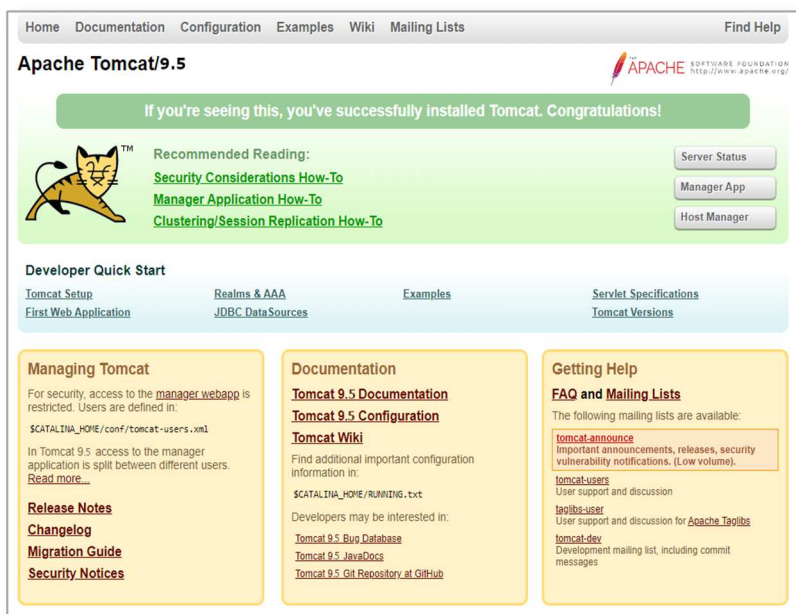 Home Documentation Configuration Examples Wiki Mailing Lists Find Help
Apache Tomcat/9.5
THE
APACHE SOFTWARE FOUNDATION
http://www.apache.org/
If you're seeing this, you've successfully installed Tomcat. Congratulations!
TM
Recommended Reading:
Security Considerations How-To
Manager Application How-To
Clustering/Session Replication How-To
Server Status
Manager App
Host Manager
Developer Quick Start
Tomcat Setup
First Web Application
Realms & AAA
JDBC DataSources
Examples
Servlet Specifications
Tomcat Versions
Managing Tomcat
For security, access to the manager webapp is
restricted. Users are defined in:
$CATALINA_HOME/conf/tomcat-users.xml
In Tomcat 9.5 access to the manager
application is split between different users.
Read more...
Release Notes
Changelog
Migration Guide
Security Notices
Documentation
Tomcat 9.5 Documentation
Tomcat 9.5 Configuration
Tomcat Wiki
Find additional important configuration
information in:
$CATALINA_HOME/RUNNING.txt
Developers may be interested in:
Tomcat 9.5 Bug Database
Tomcat 9.5 JavaDocs
Tomcat 9.5 Git Repository at GitHub
Getting Help
FAQ and Mailing Lists
The following mailing lists are available:
tomcat-announce
Important announcements, releases, security
vulnerability notifications. (Low volume).
tomcat-users
User support and discussion
taglibs-user
User support and discussion for Apache Taglibs
tomcat-dev
Development mailing list, including commit
messages